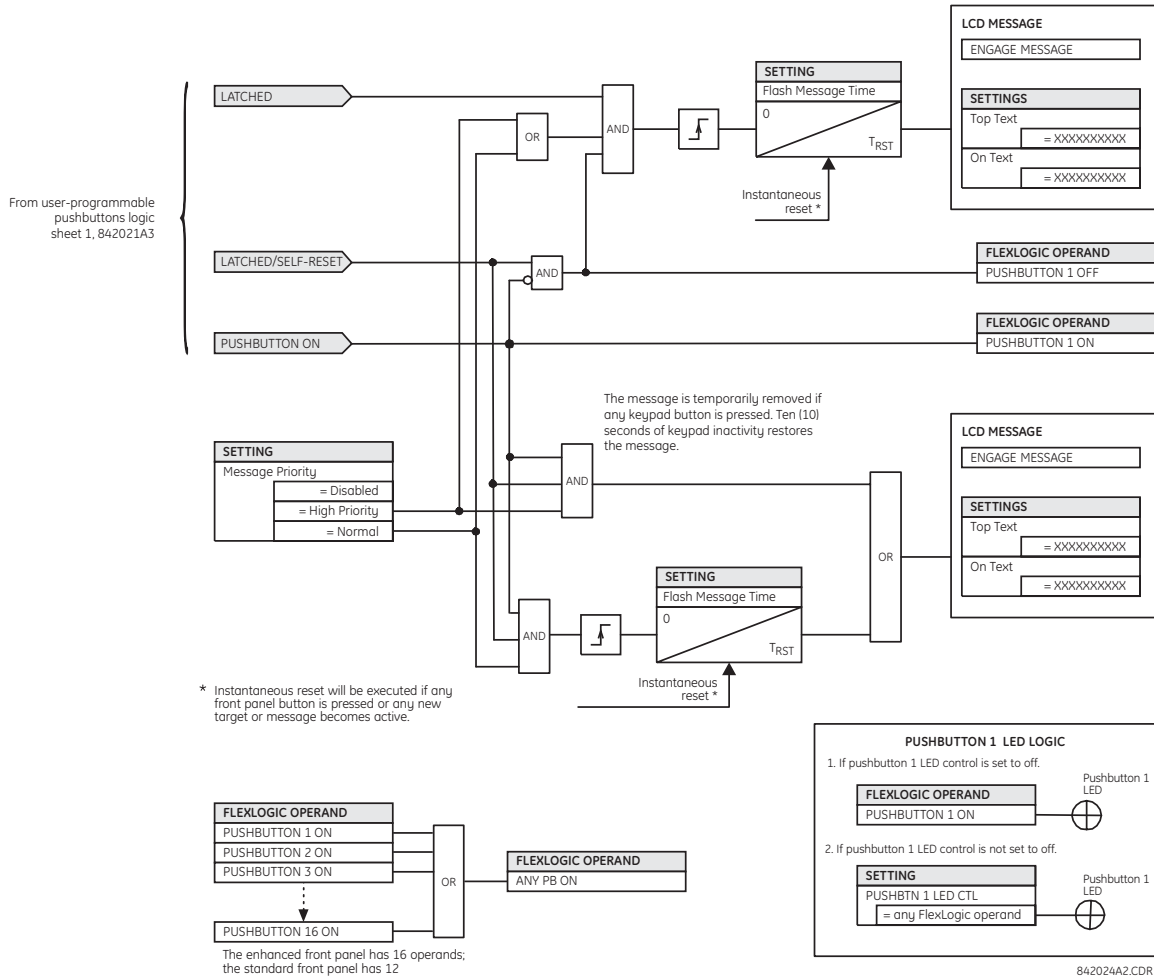 LCD MESSAGE
ENGAGE MESSAGE
SETTINGS
Top Text
= XXXXXXXXXX
On Text
= XXXXXXXXXX
SETTING
Flash Message Time
0
TRST
Instantaneous
reset *
LATCHED
OR
AND
From user-programmable
pushbuttons logic
sheet 1, 842021A3
LATCHED/SELF-RESET
AND
FLEXLOGIC OPERAND
PUSHBUTTON 1 OFF
PUSHBUTTON ON
FLEXLOGIC OPERAND
PUSHBUTTON 1 ON
The message is temporarily removed if
any keypad button is pressed. Ten (10)
seconds of keypad inactivity restores
the message.
SETTING
Message Priority
= Disabled
= High Priority
= Normal
AND
OR
LCD MESSAGE
ENGAGE MESSAGE
SETTINGS
Top Text
= XXXXXXXXXX
On Text
= XXXXXXXXXX
SETTING
Flash Message Time
0
TRST
AND
Instantaneous
reset *
* Instantaneous reset will be executed if any
front panel button is pressed or any new
target or message becomes active.
FLEXLOGIC OPERAND
PUSHBUTTON 1 ON
PUSHBUTTON 2 ON
PUSHBUTTON 3 ON
PUSHBUTTON 16 ON
OR
FLEXLOGIC OPERAND
ANY PB ON
The enhanced front panel has 16 operands;
the standard front panel has 12
PUSHBUTTON 1 LED LOGIC
1. If pushbutton 1 LED control is set to off.
FLEXLOGIC OPERAND
PUSHBUTTON 1 ON
Pushbutton 1
LED
2. If pushbutton 1 LED control is not set to off.
SETTING
PUSHBTN 1 LED CTL
= any FlexLogic operand
Pushbutton 1
LED
842024A2.CDR